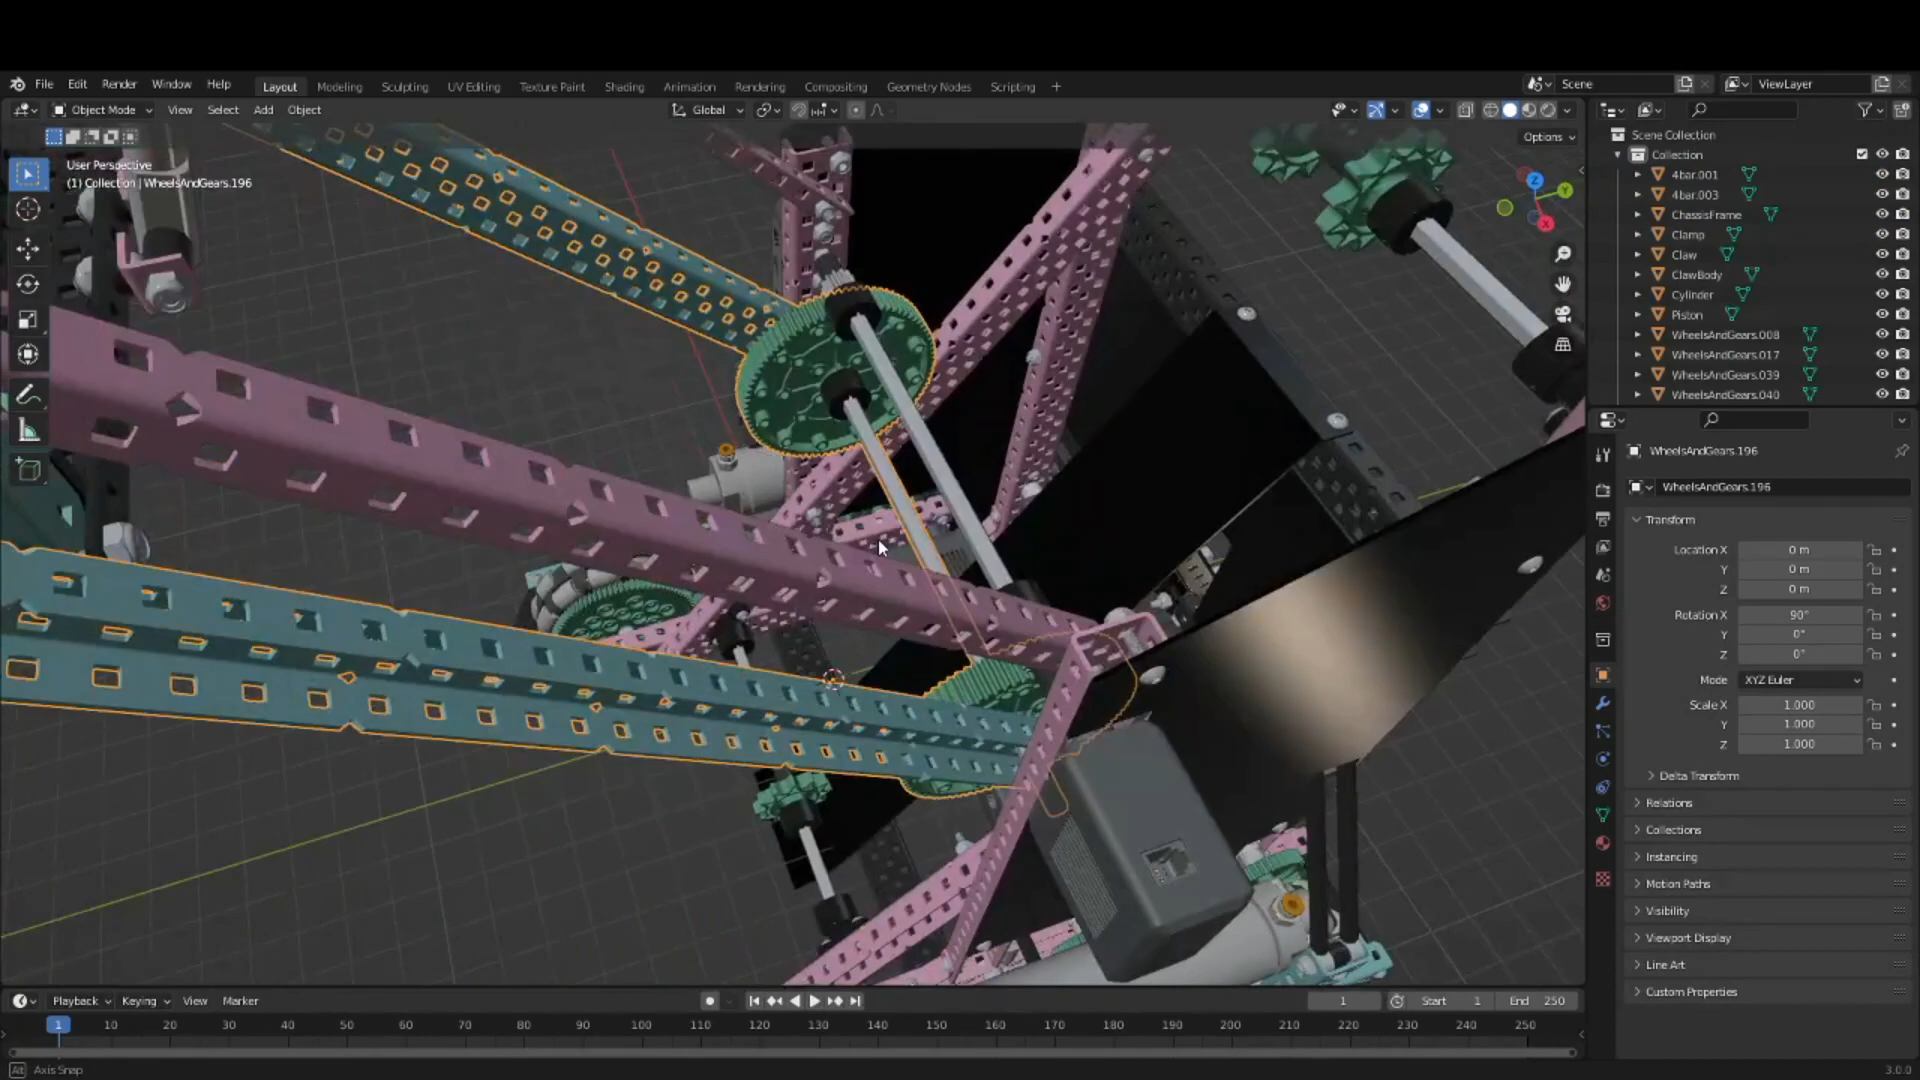 File Edit Render Window Help Layout Modeling Sculpting UV Editing Texture Paint Shading Animation Rendering Compositing Geometry Nodes Scripting + Scene ViewLayer
Object Mode View Select Add Object Global
Options
User Perspective
(1) Collection | WheelsAndGears.196
Z
Y
X
Scene Collection
Collection
4bar.001
4bar.003
ChassisFrame
Clamp
Claw
ClawBody
Cylinder
Piston
WheelsAndGears.008
WheelsAndGears.017
WheelsAndGears.039
WheelsAndGears.040
WheelsAndGears.196
WheelsAndGears.196
Transform
Location X 0 m
Y 0 m
Z 0 m
Rotation X 90°
Y 0°
Z 0°
Mode XYZ Euler
Scale X 1.000
Y 1.000
Z 1.000
Delta Transform
Relations
Collections
Instancing
Motion Paths
Visibility
Viewport Display
Line Art
Custom Properties
Playback Keying View Marker 1 Start 1 End 250
1 10 20 30 40 50 60 70 80 90 100 110 120 130 140 150 160 170 180 190 200 210 220 230 240 250
Alt Axis Snap 3.0.0